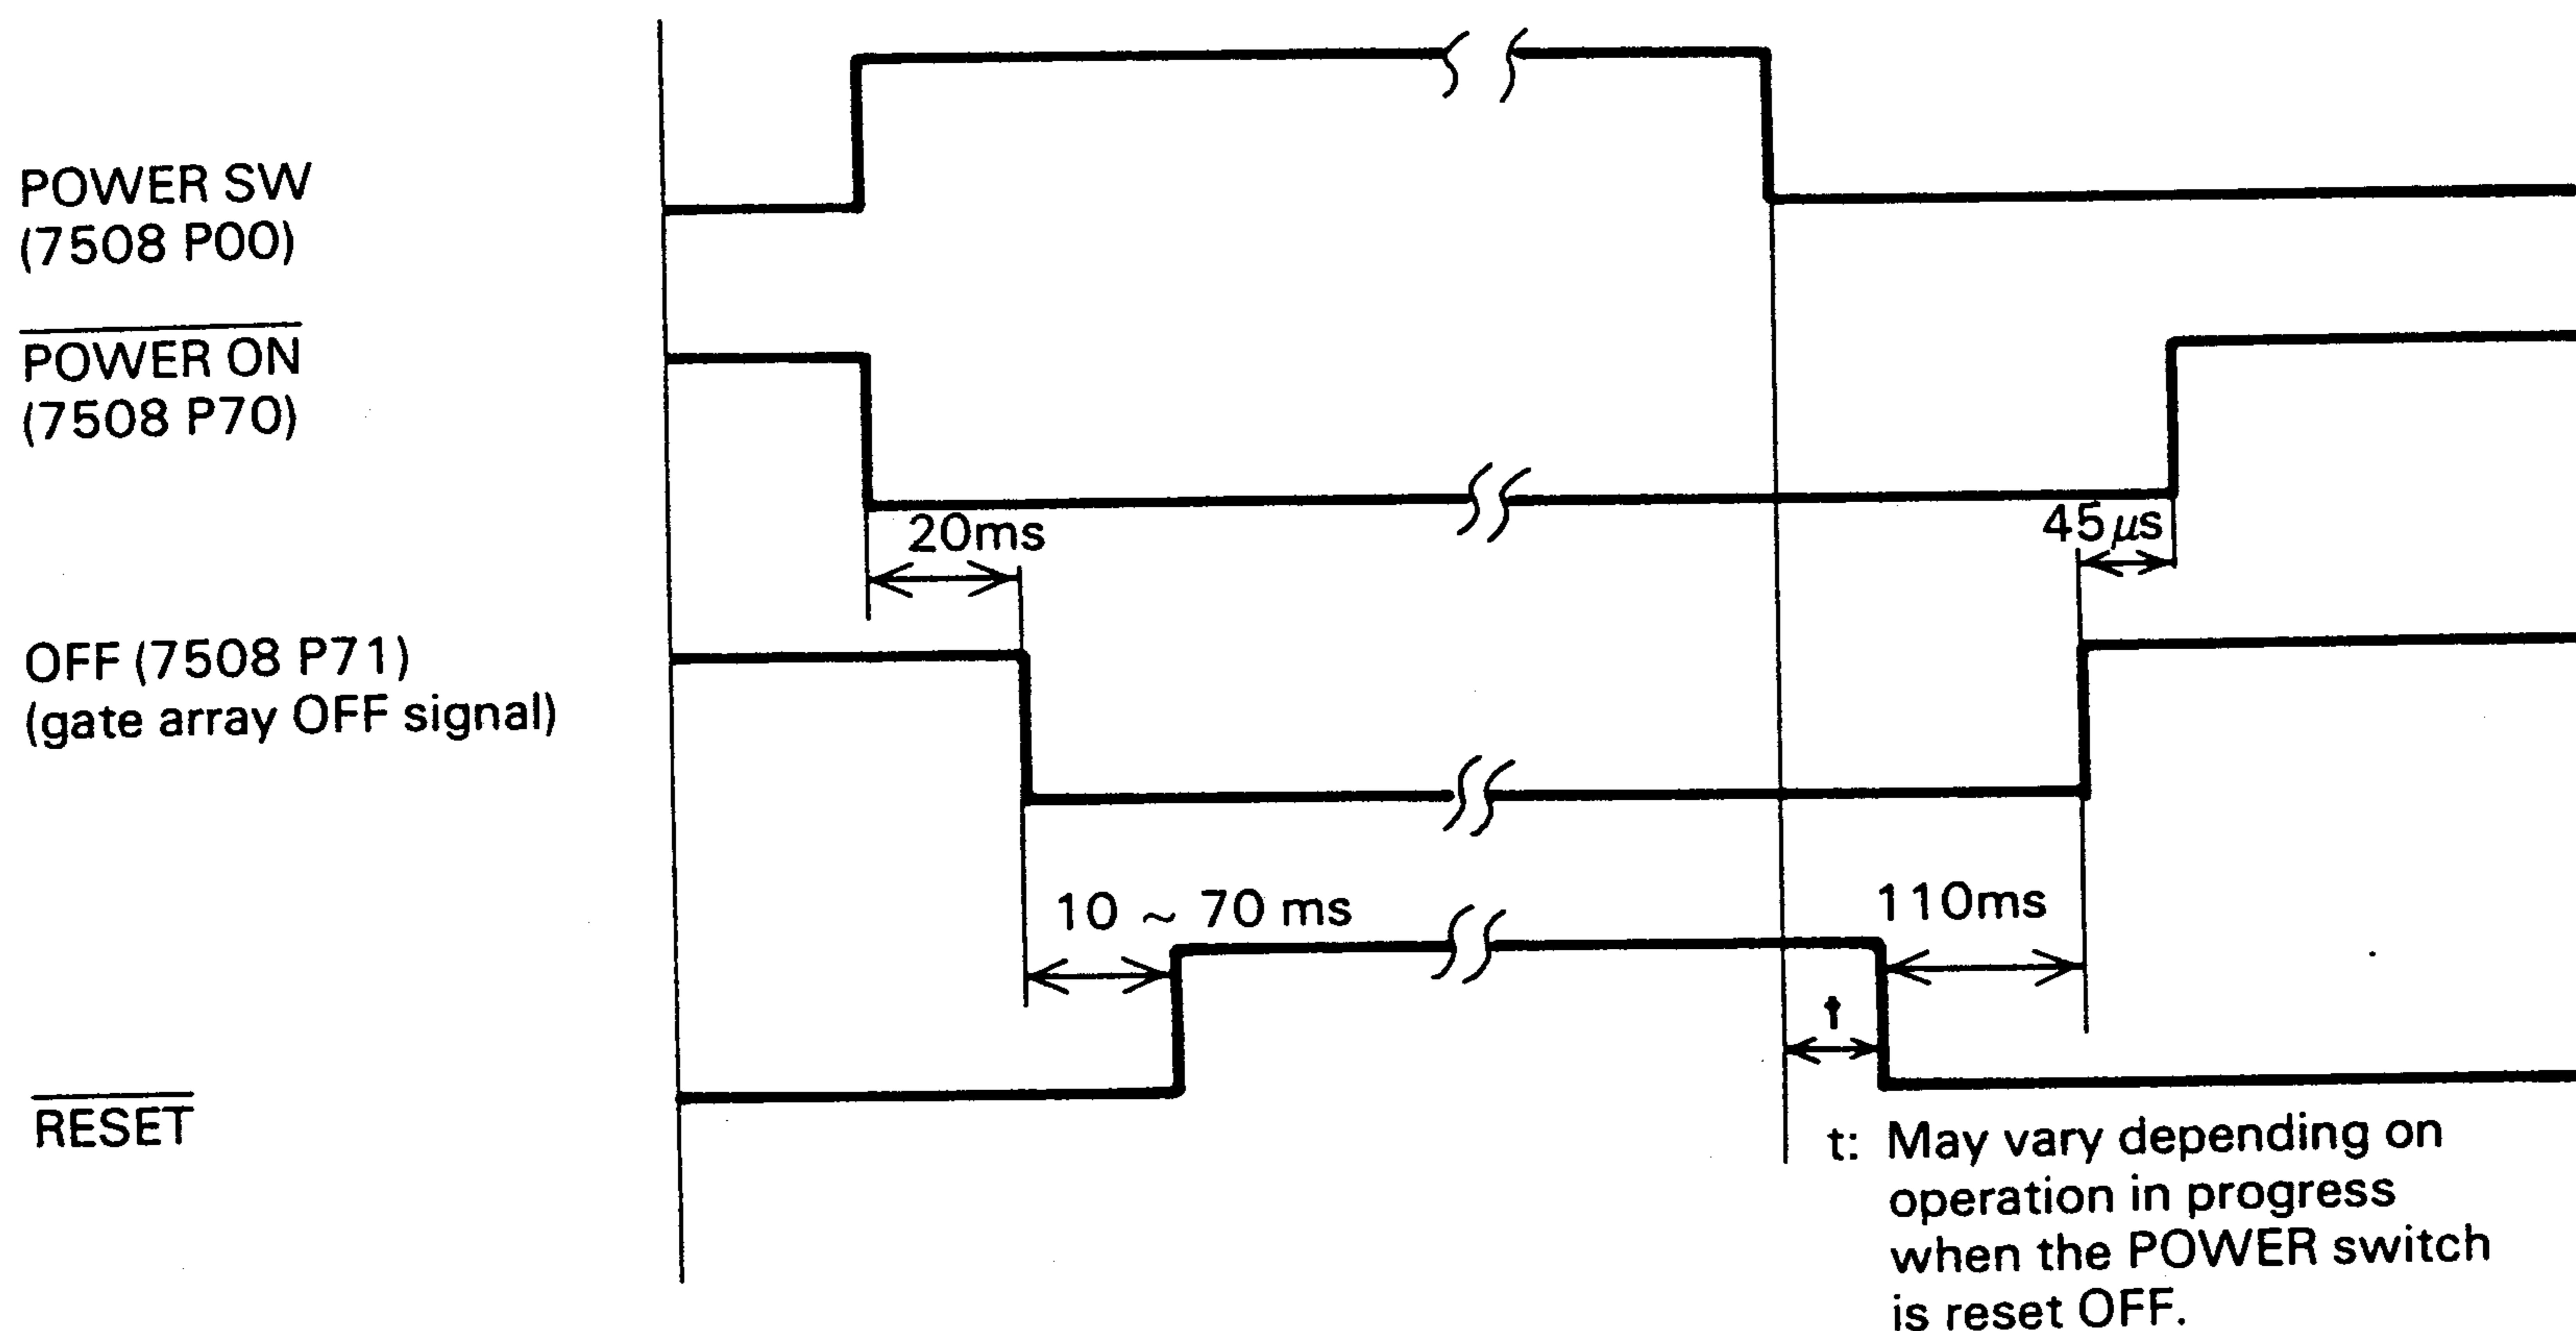 POWER SW
(7508 P00)
POWER ON
(7508 P70)
20ms
45μs
OFF (7508 P71)
(gate array OFF signal)
10 ~ 70 ms
110ms
t
RESET
t: May vary depending on
operation in progress
when the POWER switch
is reset OFF.